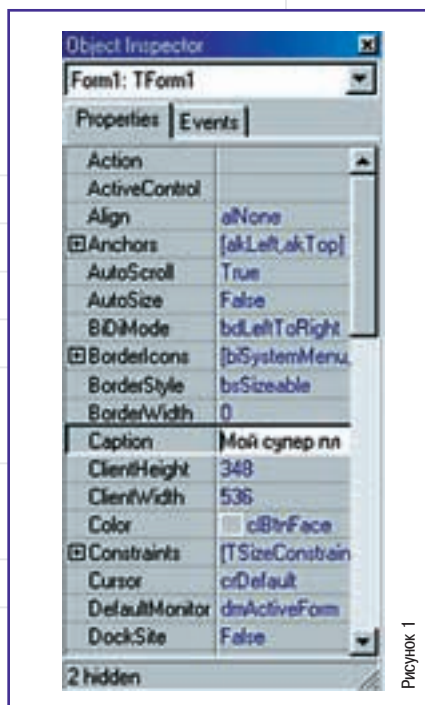 Object Inspector
Form1: TForm1
Properties Events
Action
ActiveControl
Align alNone
Anchors [akLeft,akTop]
AutoScroll True
AutoSize False
BiDiMode bdLeftToRight
BorderIcons [biSystemMenu,
BorderStyle bsSizeable
BorderWidth 0
Caption Мой супер пл
ClientHeight 348
ClientWidth 536
Color clBtnFace
Constraints (TSizeConstrain
Cursor crDefault
DefaultMonitor dmActiveForm
DockSite False
2 hidden
Рисунок 1